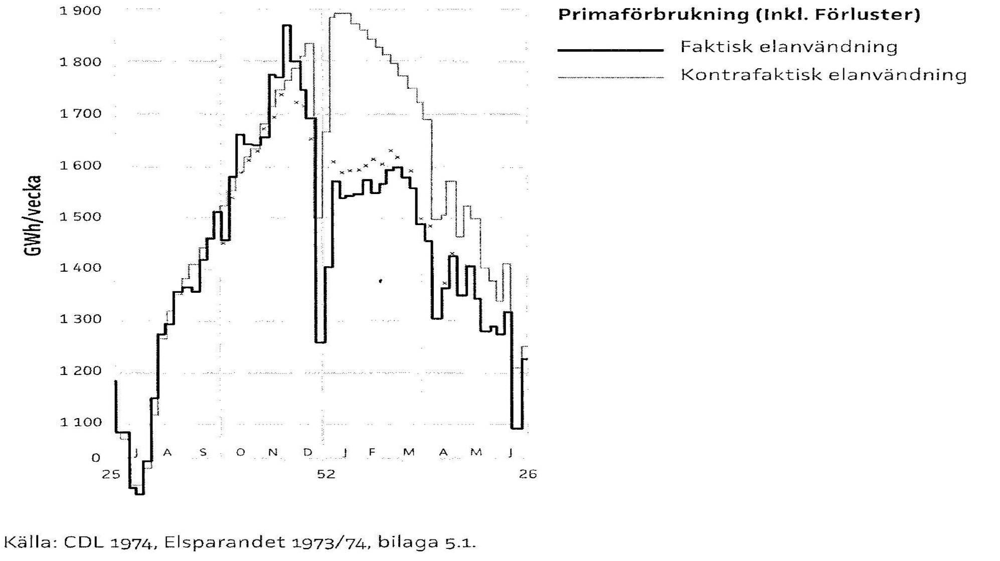 Primaförbrukning (Inkl. Förluster)
Faktisk elanvändning
Kontrafaktisk elanvändning
GWh/vecka
1 900
1 800
1 700
1 600
1 500
1 400
1 300
1 200
1 100
0
J A S O N D J F M A M J
25 52 26
Källa: CDL 1974, Elsparandet 1973/74, bilaga 5.1.